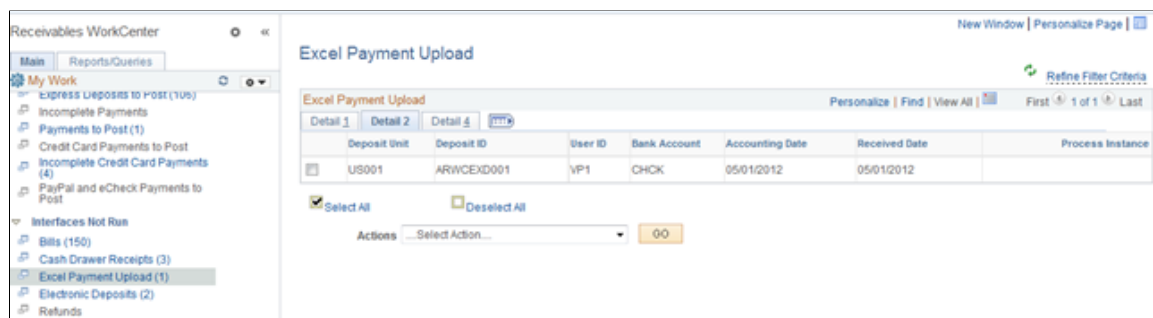 New Window | Personalize Page |
Receivables WorkCenter
Main Reports/Queries
My Work
Express Deposits to Post (105)
Incomplete Payments
Payments to Post (1)
Credit Card Payments to Post
Incomplete Credit Card Payments
(4)
PayPal and eCheck Payments to
Post
Interfaces Not Run
Bills (150)
Cash Drawer Receipts (3)
Excel Payment Upload (1)
Electronic Deposits (2)
Refunds
Excel Payment Upload
Refine Filter Criteria
Excel Payment Upload Personalize | Find | View All | First 1 of 1 Last
Detail 1 Detail 2 Detail 4
Deposit Unit Deposit ID User ID Bank Account Accounting Date Received Date Process Instance
US001 ARWCEXD001 VP1 CHCK 05/01/2012 05/01/2012
Select All Deselect All
Actions ....Select Action.... GO